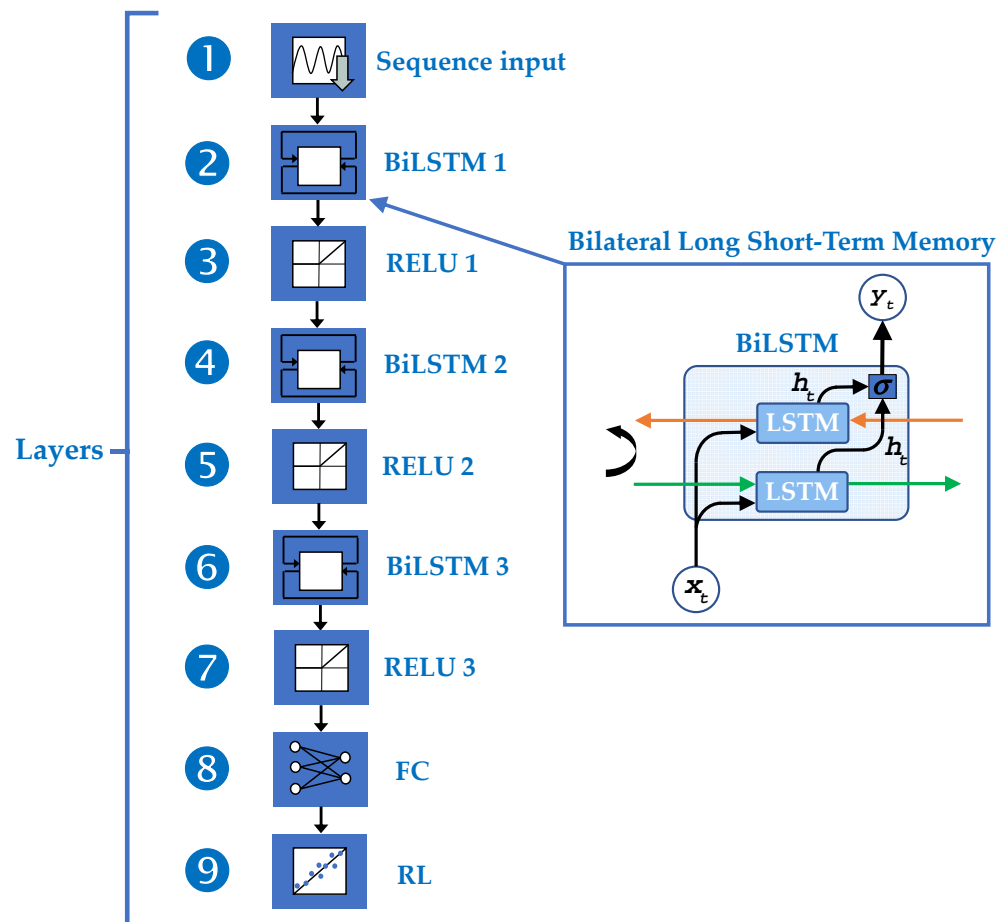 Layers
1
Sequence input
2
BiLSTM 1
3
RELU 1
4
BiLSTM 2
5
RELU 2
6
BiLSTM 3
7
RELU 3
8
FC
9
RL
Bilateral Long Short-Term Memory
y_t
BiLSTM
h_t
σ
LSTM
h_t
LSTM
x_t